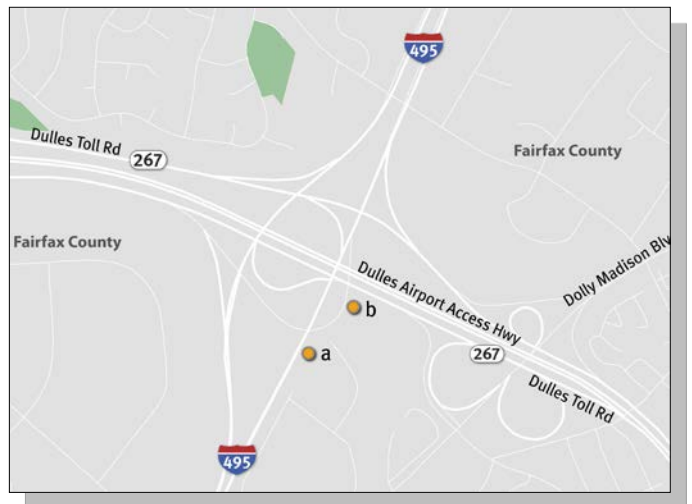 495
Dulles Toll Rd
267
Fairfax County
Fairfax County
Dolly Madison Blv
Dulles Airport Access Hwy
b
a
267
Dulles Toll Rd
495